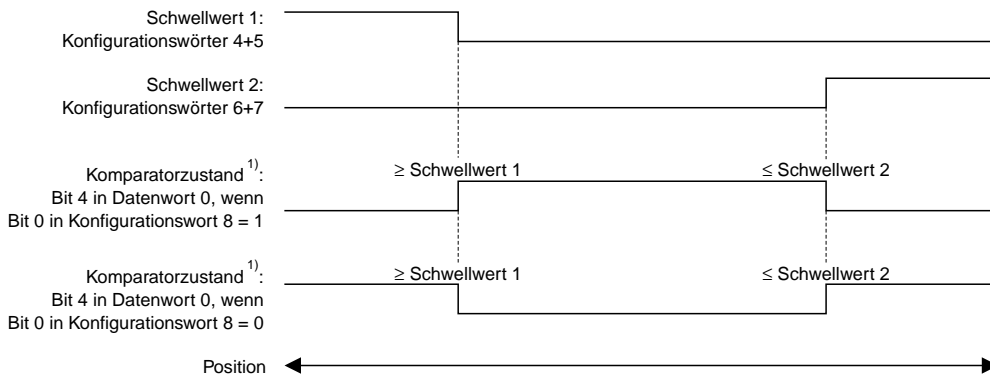 Schwellwert 1:
Konfigurationswörter 4+5
Schwellwert 2:
Konfigurationswörter 6+7
Komparatorzustand 1):
Bit 4 in Datenwort 0, wenn
Bit 0 in Konfigurationswort 8 = 1
≥ Schwellwert 1
≤ Schwellwert 2
Komparatorzustand 1):
Bit 4 in Datenwort 0, wenn
Bit 0 in Konfigurationswort 8 = 0
≥ Schwellwert 1
≤ Schwellwert 2
Position